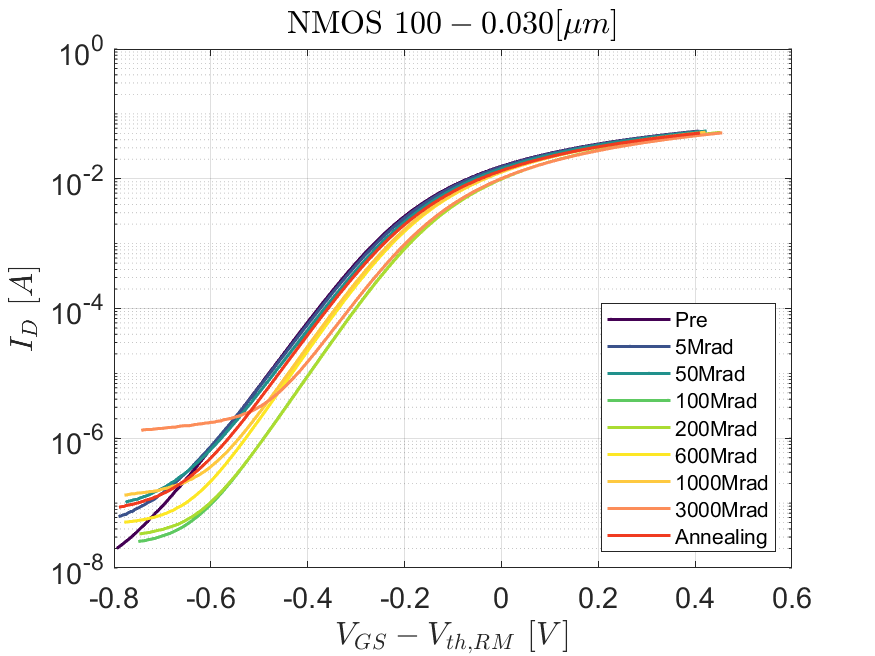 NMOS 100 − 0.030[μm]
10^0
10^-2
10^-4
10^-6
10^-8
I_D [A]
-0.8 -0.6 -0.4 -0.2 0 0.2 0.4 0.6
V_GS − V_th,RM [V]
Pre
5Mrad
50Mrad
100Mrad
200Mrad
600Mrad
1000Mrad
3000Mrad
Annealing